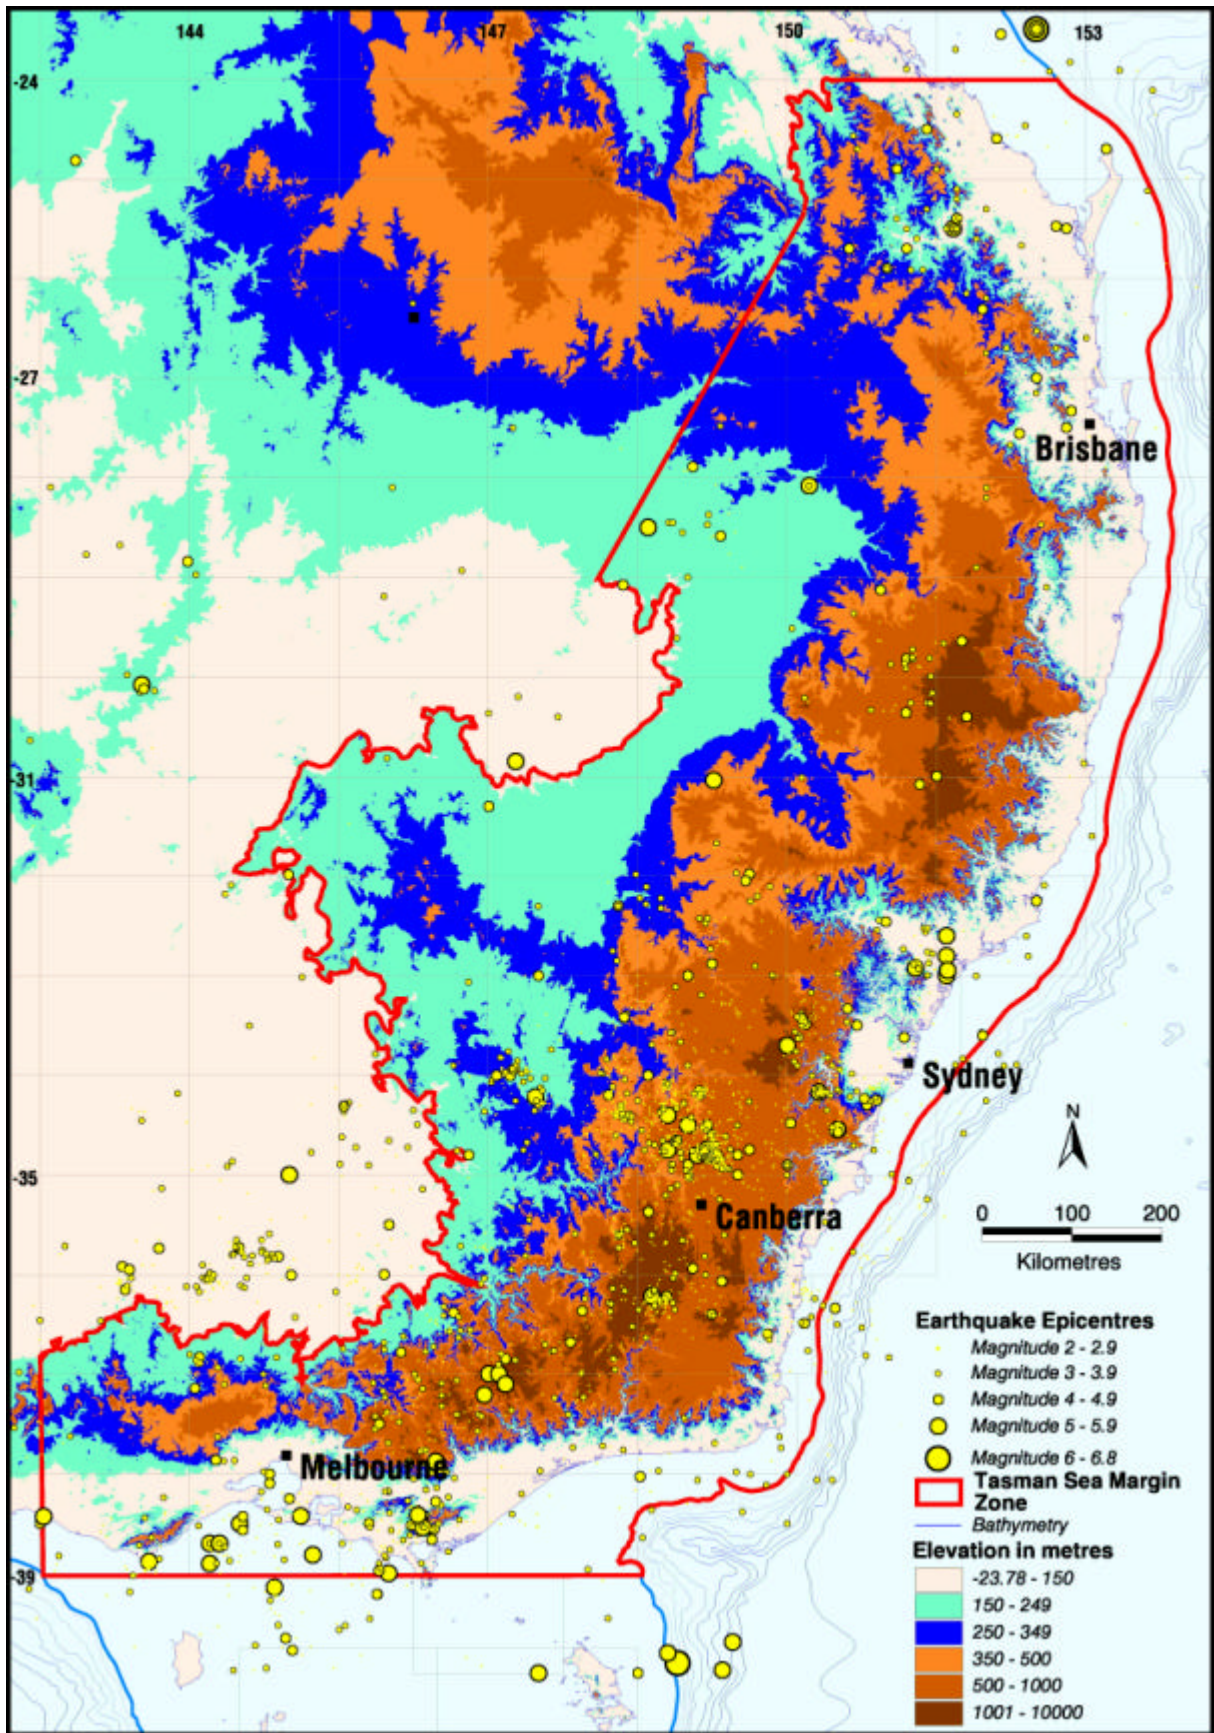 144
147
150
153
-24
-27
Brisbane
-31
Sydney
N
-35
Canberra
0 100 200
Kilometres
Earthquake Epicentres
Magnitude 2 - 2.9
Magnitude 3 - 3.9
Magnitude 4 - 4.9
Magnitude 5 - 5.9
Magnitude 6 - 6.8
Melbourne
Tasman Sea Margin
Zone
Bathymetry
Elevation in metres
-39
-23.78 - 150
150 - 249
250 - 349
350 - 500
500 - 1000
1001 - 10000